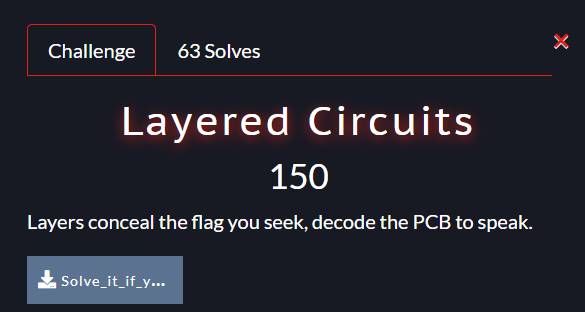 Challenge
63 Solves
Layered Circuits
150
Layers conceal the flag you seek, decode the PCB to speak.
Solve_it_if_y...